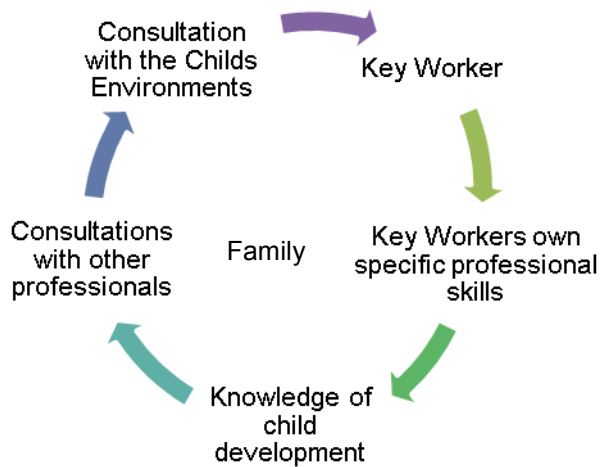 Consultation
with the Childs
Environments
Key Worker
Key Workers own
specific professional
skills
Knowledge of
child
development
Consultations
with other
professionals
Family